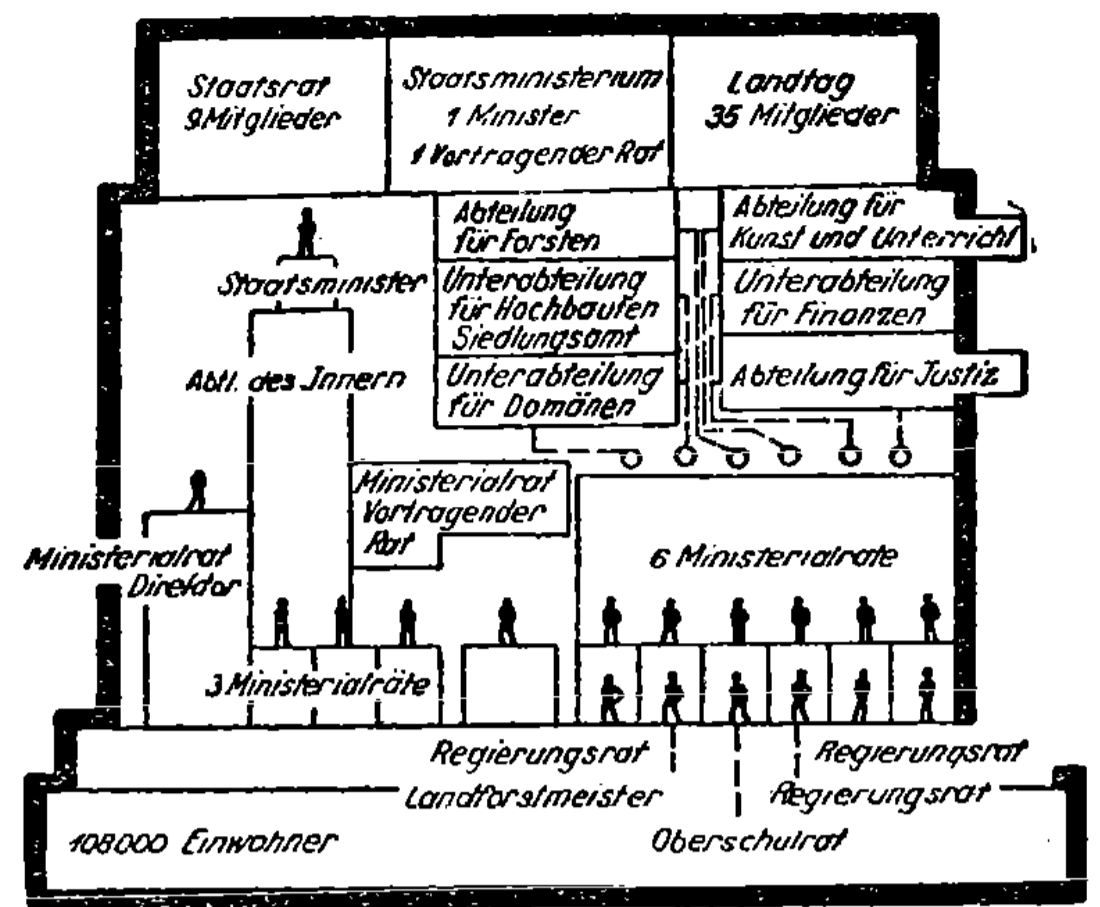 Staatsrat
9 Mitglieder
Staatsministerium
1 Minister
1 Vortragender Rat
Landtag
35 Mitglieder
Abteilung
für Forsten
Unterabteilung
für Hochbauten
Siedlungsamt
Unterabteilung
für Domänen
Abteilung für
Kunst und Unterricht
Unterabteilung
für Finanzen
Abteilung für Justiz
Staatsminister
Abtl. des Innern
Ministerialrat
Direktor
Ministerialrat
Vortragender
Rat
6 Ministerialräte
3 Ministerialräte
Regierungsrat
Landforstmeister
Oberschulrat
Regierungsrat
Regierungsrat
108000 Einwohner